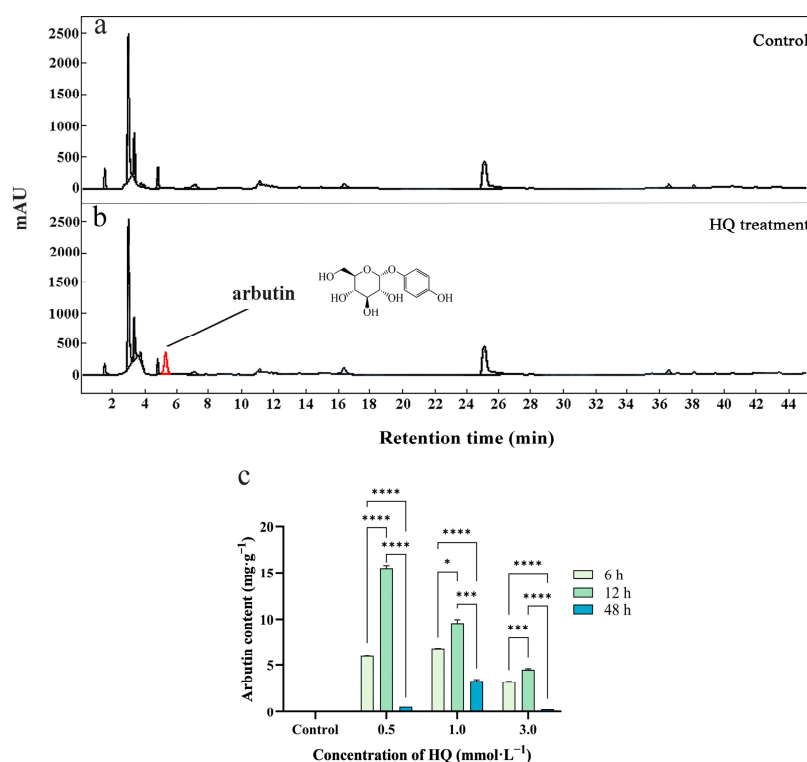 a
Control
2500
2000
1500
1000
500
0
mAU
b
HQ treatment
2500
2000
1500
1000
500
0
arbutin
HO
O
O
HO
OH
OH
OH
2 4 6 8 10 12 14 16 18 20 22 24 26 28 30 32 34 36 38 40 42 44
Retention time (min)
c
**** **** ****
**** * ***
**** *** ****
20
15
10
5
0
Arbutin content (mg·g⁻¹)
6 h
12 h
48 h
Control 0.5 1.0 3.0
Concentration of HQ (mmol·L⁻¹)